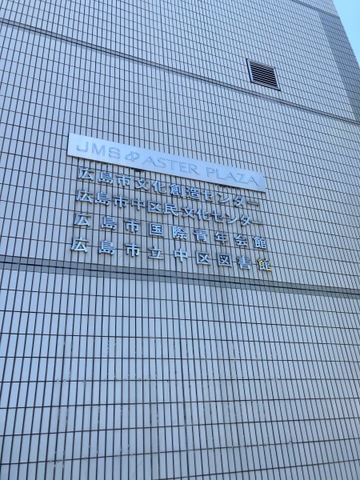 JMS ASTER PLAZA
広島市文化創造センター
広島市中区民文化センター
広島市国際青年会館
広島市立中区図書館